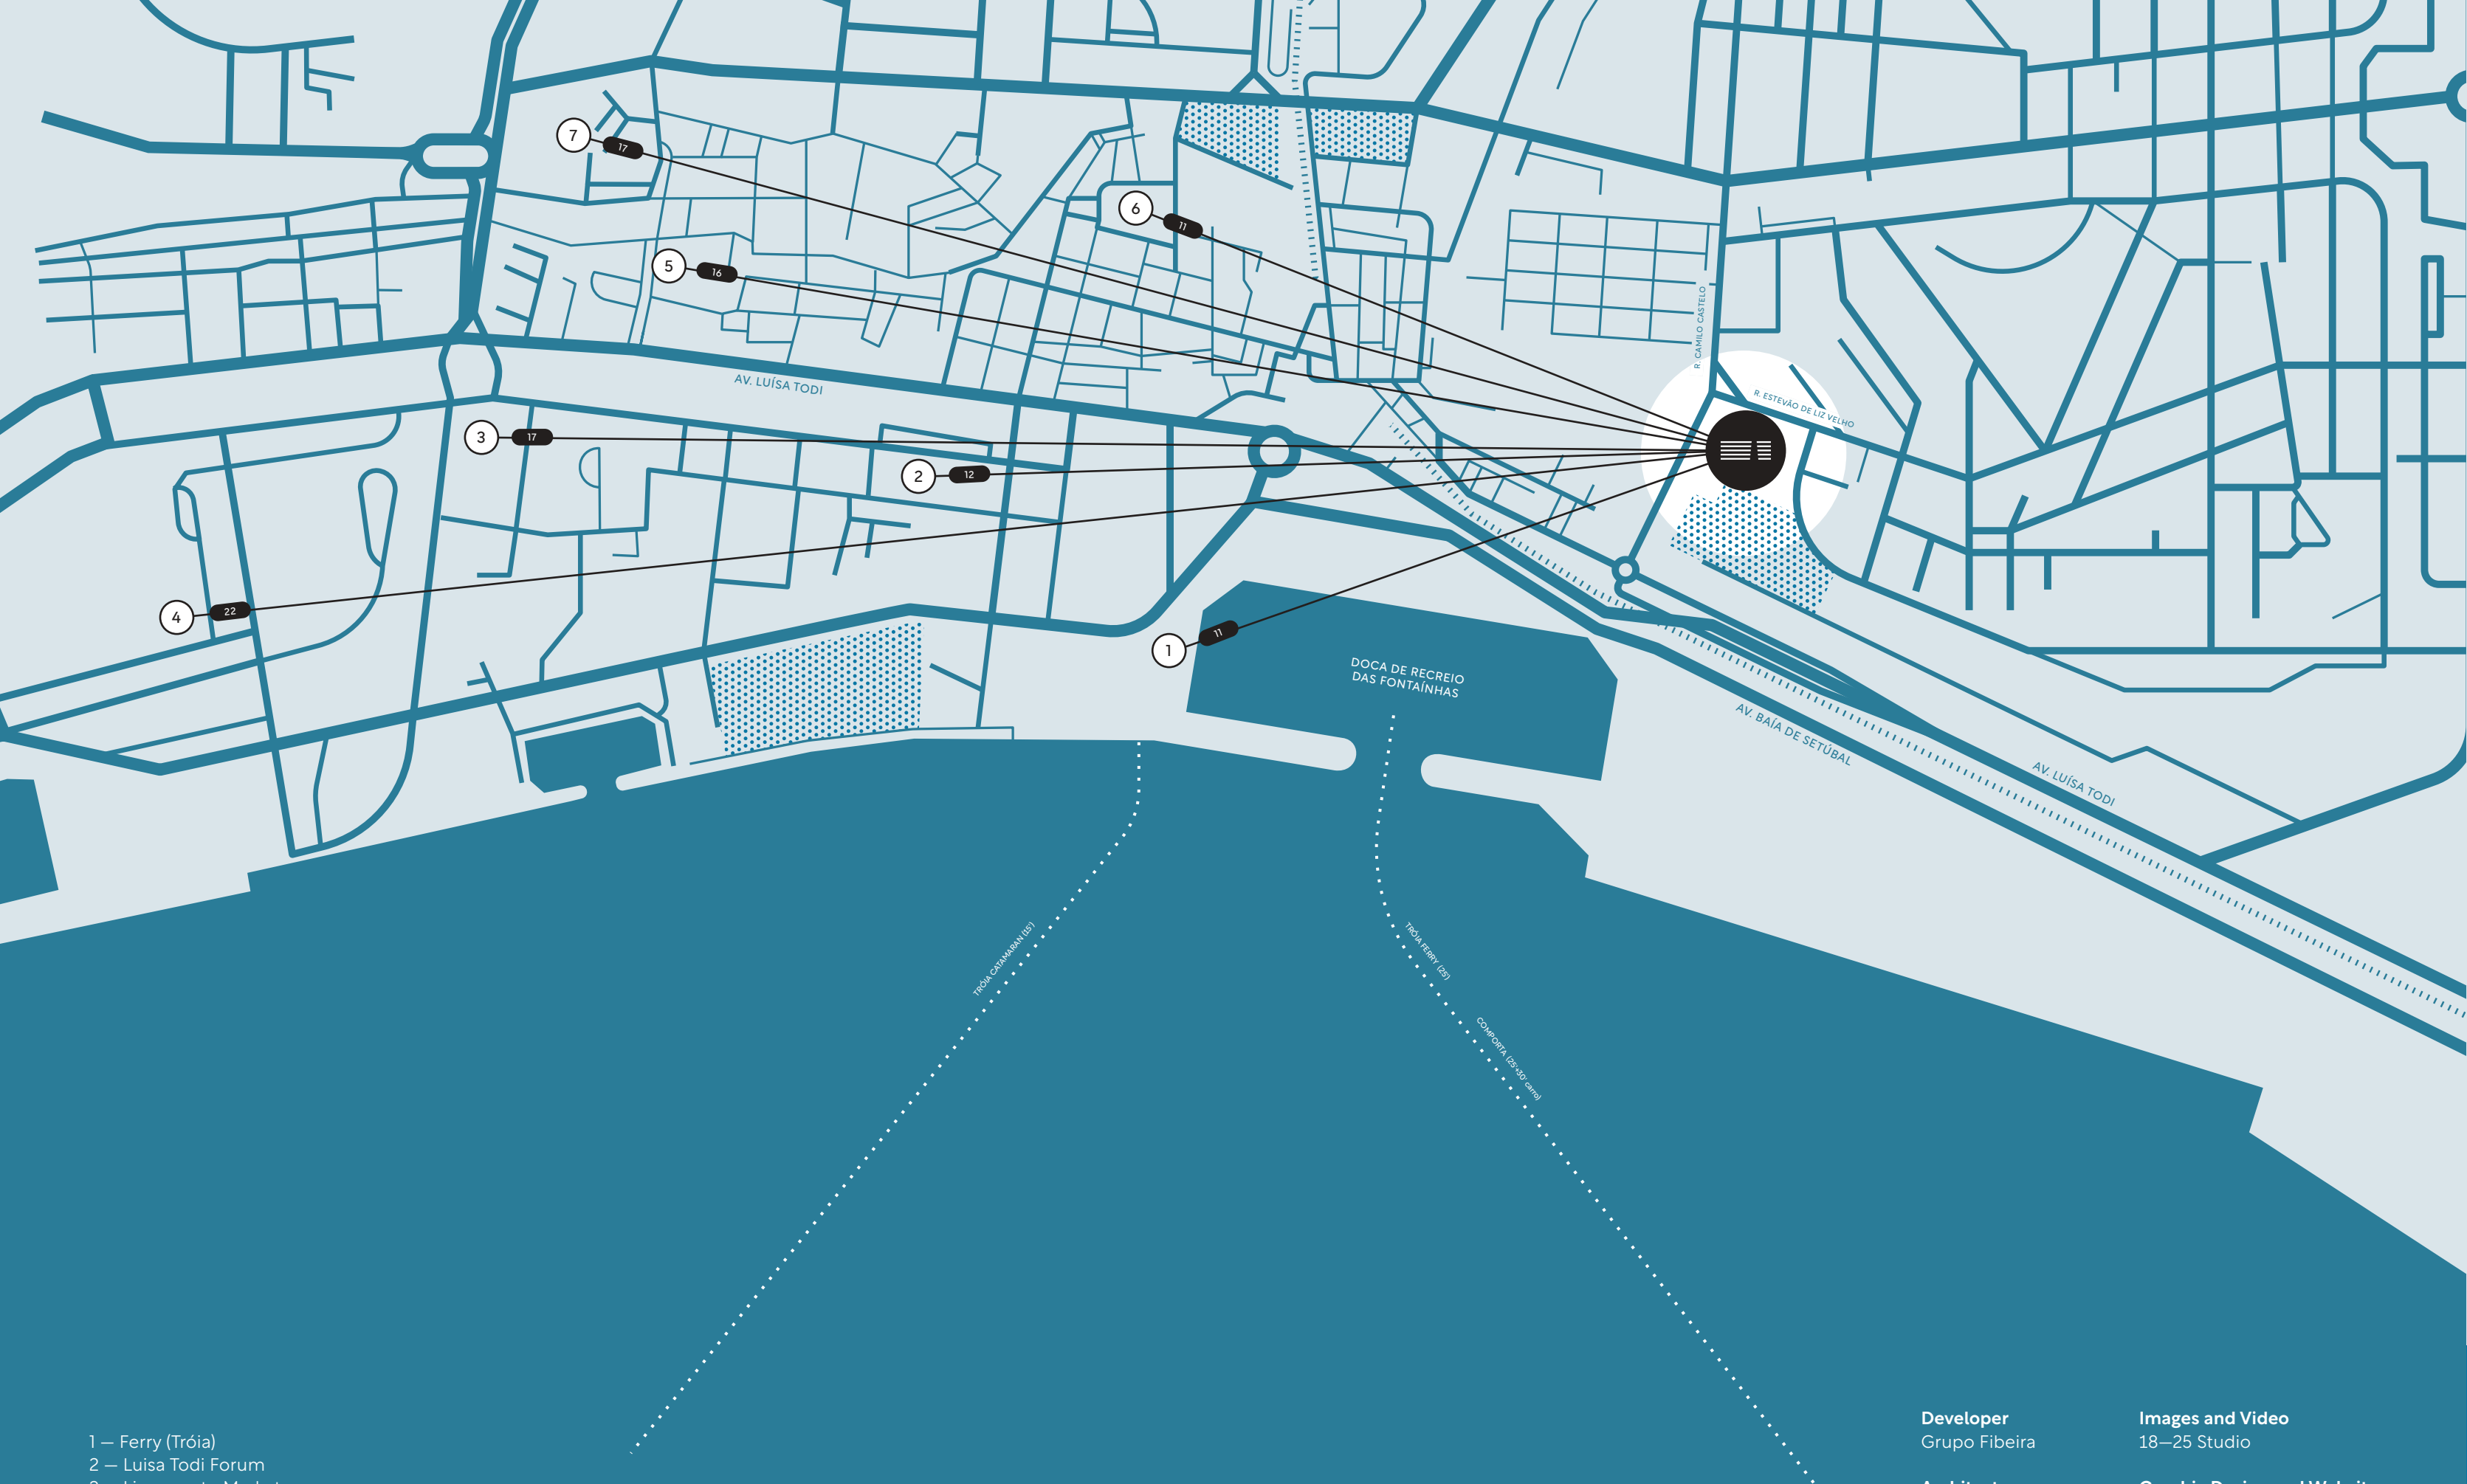 7
17
6
11
5
16
R. CAMILO CASTELO
AV. LUÍSA TODI
R. ESTEVÃO DE LIZ VELHO
3
17
2
12
4
22
1
11
DOCA DE RECREIO
DAS FONTAÍNHAS
AV. BAÍA DE SETÚBAL
AV. LUÍSA TODI
TRÓIA CATAMARAN (15')
TRÓIA FERRY (25')
COMPORTA (25'+30' carro)
1 — Ferry (Tróia)
2 — Luisa Todi Forum
Developer
Grupo Fibeira
Images and Video
18—25 Studio